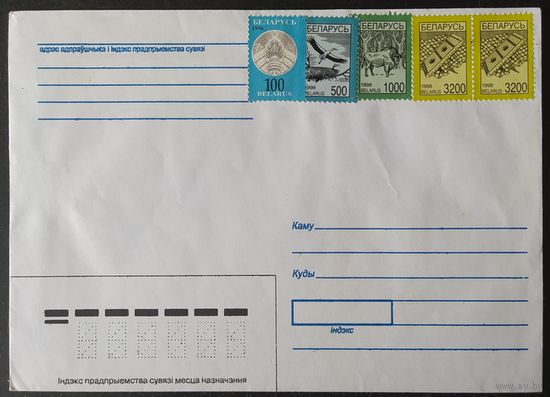 БЕЛАРУСЬ
1996
100
BELARUS
БЕЛАРУСЬ
1998
BELARUS
500
БЕЛАРУСЬ
1998
BELARUS
1000
БЕЛАРУСЬ
1998
BELARUS
3200
БЕЛАРУСЬ
1998
BELARUS
3200
адрас адпраўшчыка і індэкс прадпрыемства сувязі
Каму
Куды
індэкс
Індэкс прадпрыемства сувязі месца назначэння
www.ay.by